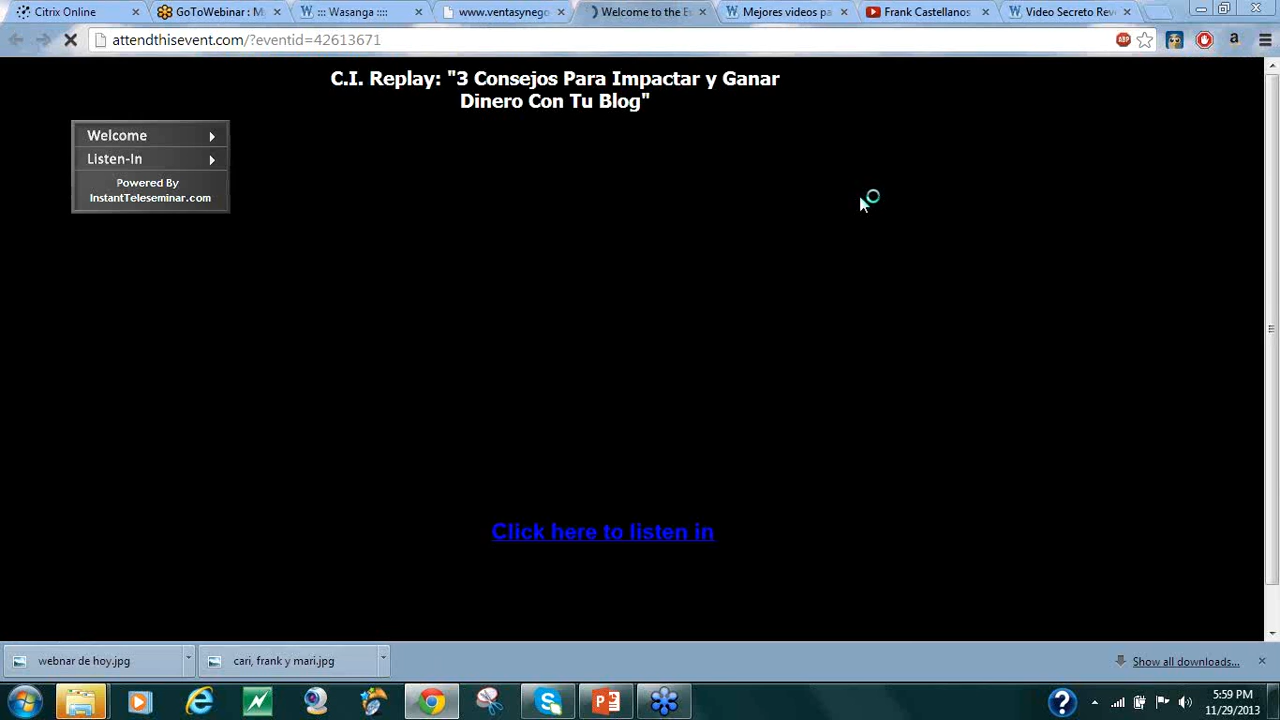 Citrix Online
GoToWebinar : M
::: Wasanga ::::
www.ventasynego
Welcome to the E
Mejores videos pa
Frank Castellanos
Video Secreto Rev
attendthisevent.com/?eventid=42613671
ABP
a
C.I. Replay: "3 Consejos Para Impactar y Ganar
Dinero Con Tu Blog"
Welcome
Listen-In
Powered By
InstantTeleseminar.com
Click here to listen in
webnar de hoy.jpg
cari, frank y mari.jpg
Show all downloads...
5:59 PM
11/29/2013